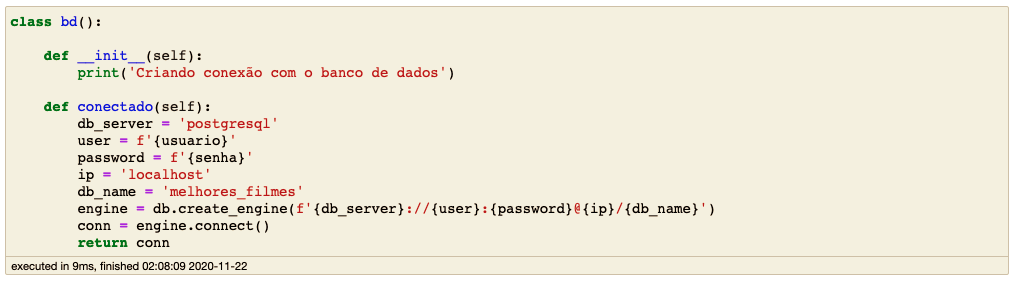 class bd():
    def __init__(self):
        print('Criando conexão com o banco de dados')
    def conectado(self):
        db_server = 'postgresql'
        user = f'{usuario}'
        password = f'{senha}'
        ip = 'localhost'
        db_name = 'melhores_filmes'
        engine = db.create_engine(f'{db_server}://{user}:{password}@{ip}/{db_name}')
        conn = engine.connect()
        return conn
executed in 9ms, finished 02:08:09 2020-11-22